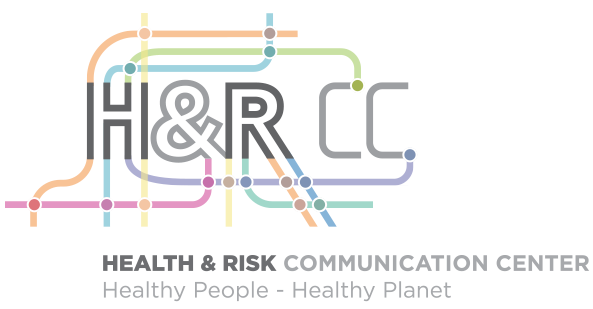 H&R CC
HEALTH & RISK COMMUNICATION CENTER
Healthy People - Healthy Planet